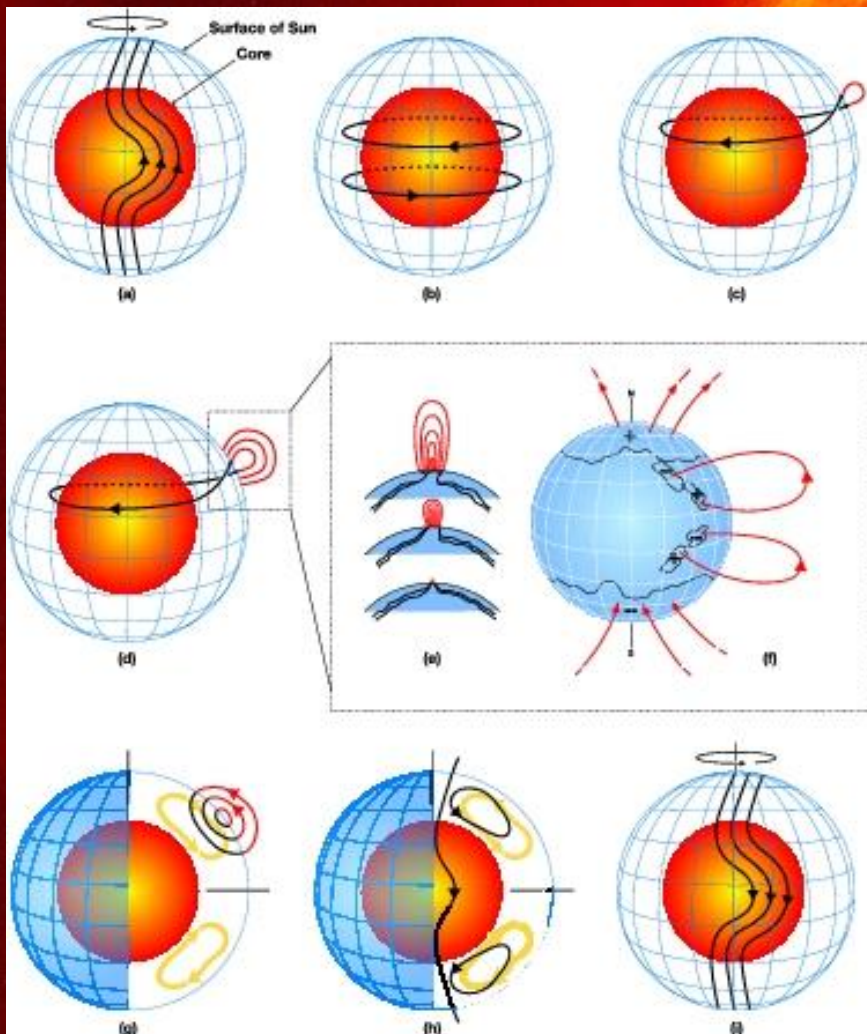 Surface of Sun
Core
(a)
(b)
(c)
N
+
--
S
(d)
(e)
(f)
(g)
(h)
(i)